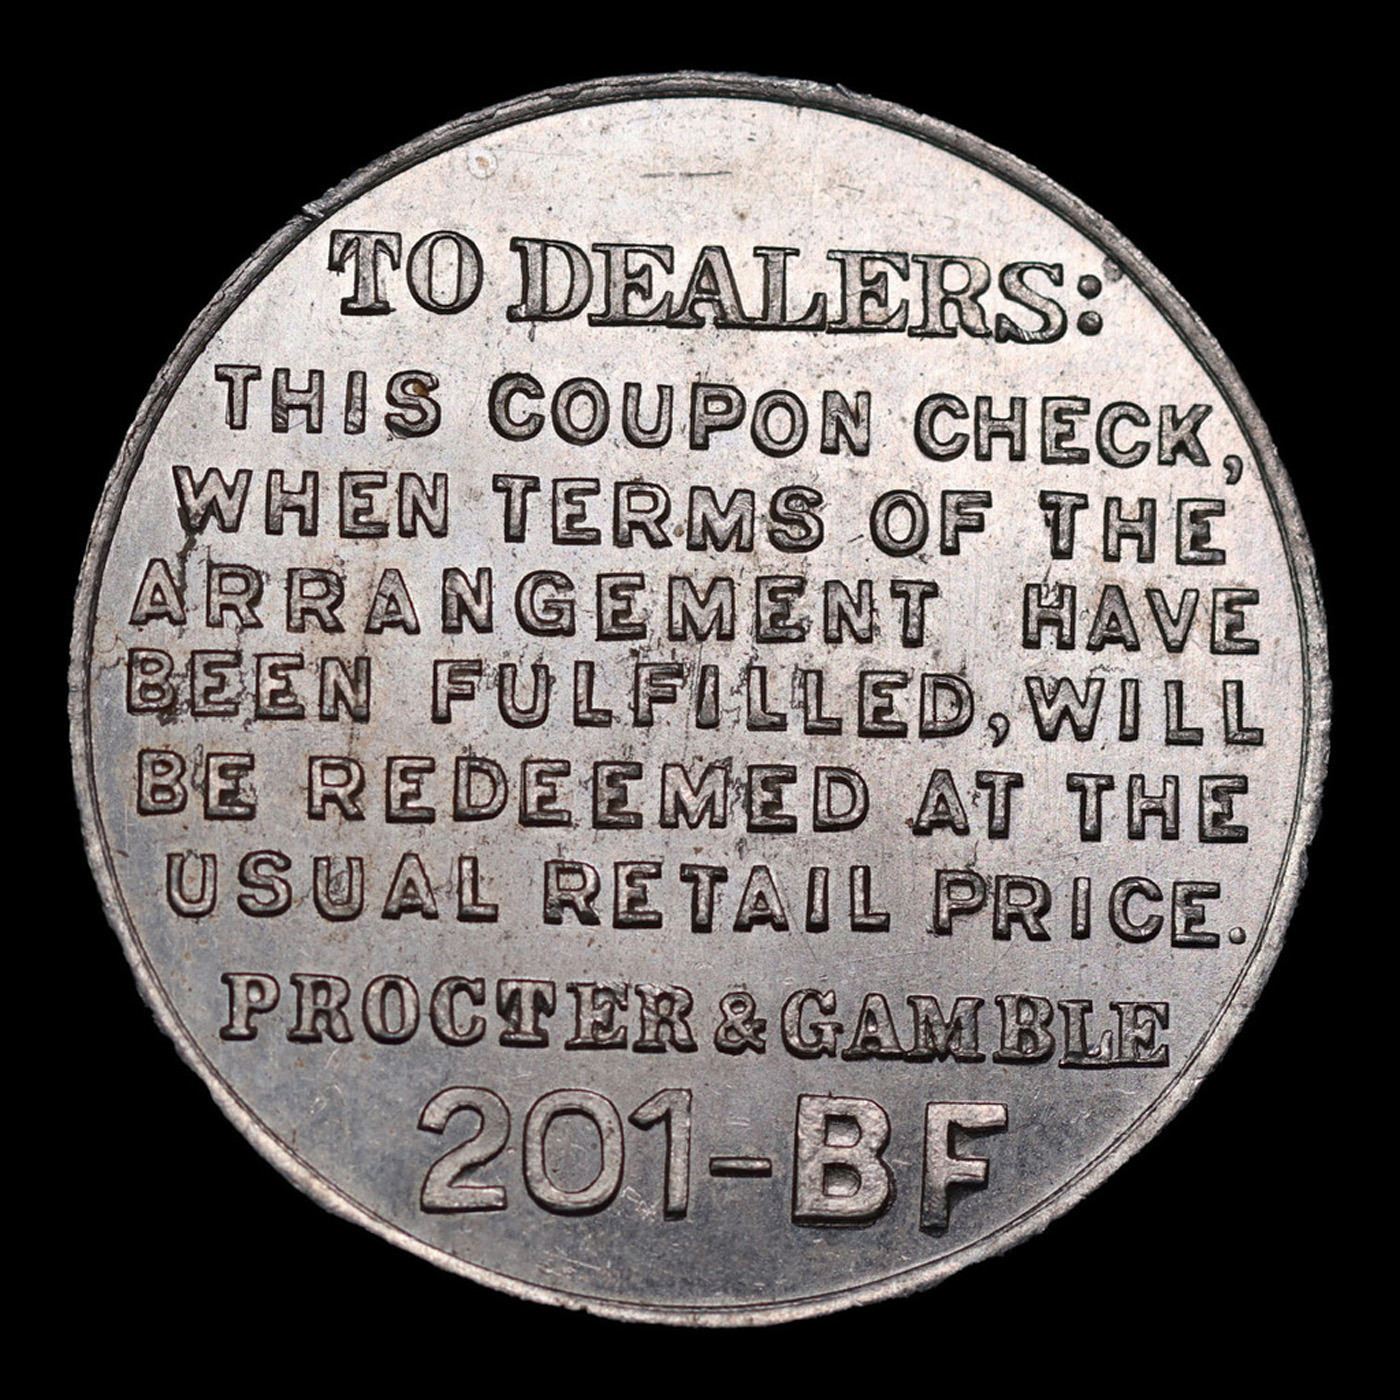 TO DEALERS:
THIS COUPON CHECK,
WHEN TERMS OF THE
ARRANGEMENT HAVE
BEEN FULFILLED, WILL
BE REDEEMED AT THE
USUAL RETAIL PRICE.
PROCTER & GAMBLE
201-BF